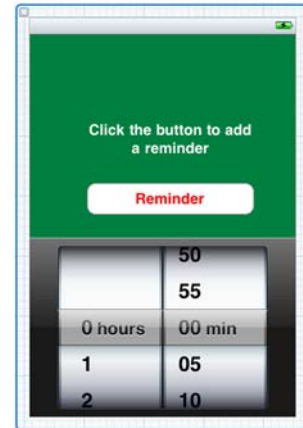 Click the button to add
a reminder
Reminder
50
55
0 hours 00 min
1 05
2 10